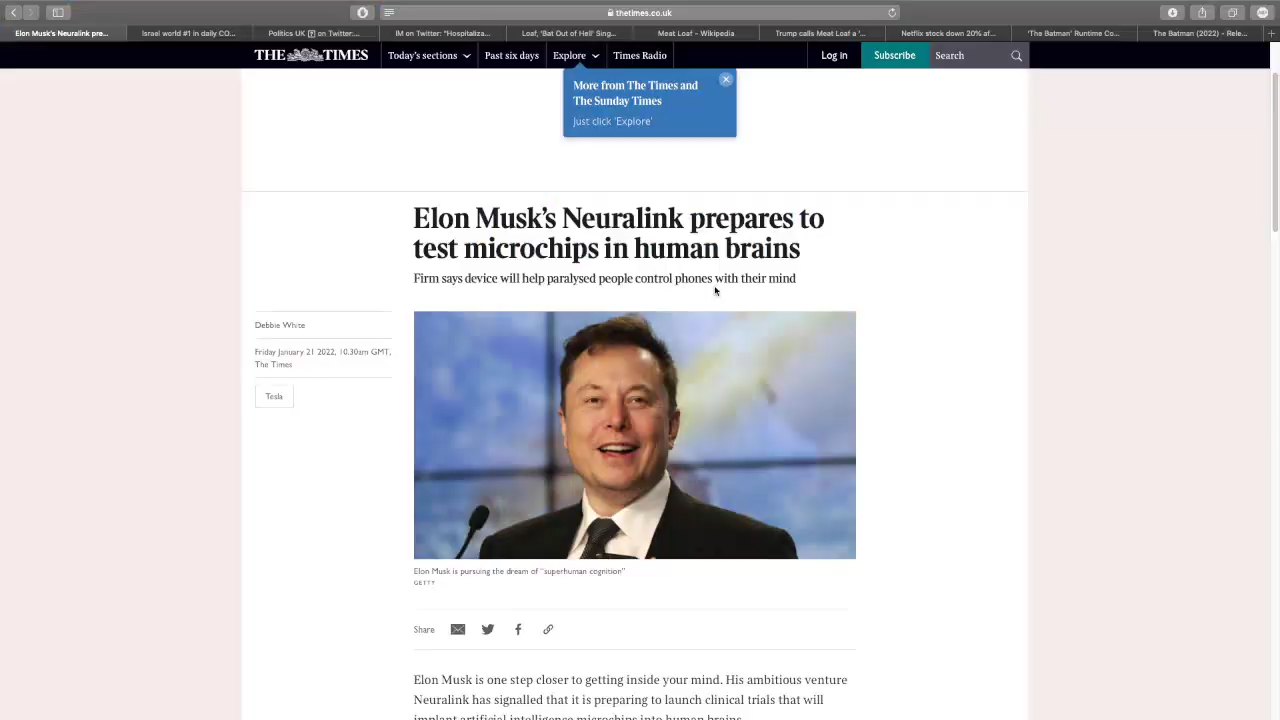 thetimes.co.uk
Elon Musk's Neuralink pre...
Israel world #1 in daily CO...
Politics UK on Twitter:...
IM on Twitter: "Hospitaliza...
Loaf, 'Bat Out of Hell' Sing...
Meat Loaf – Wikipedia
Trump calls Meat Loaf a '...
Netflix stock down 20% af...
'The Batman' Runtime Co...
The Batman (2022) - Rele...
THE TIMES
Today's sections
Past six days
Explore
Times Radio
Log in
Subscribe
Search
More from The Times and
The Sunday Times
Just click 'Explore'
Elon Musk's Neuralink prepares to
test microchips in human brains
Firm says device will help paralysed people control phones with their mind
Debbie White
Friday January 21 2022, 10.30am GMT,
The Times
Tesla
Elon Musk is pursuing the dream of "superhuman cognition"
GETTY
Share
Elon Musk is one step closer to getting inside your mind. His ambitious venture
Neuralink has signalled that it is preparing to launch clinical trials that will
implant artificial intelligence microchips into human brains.